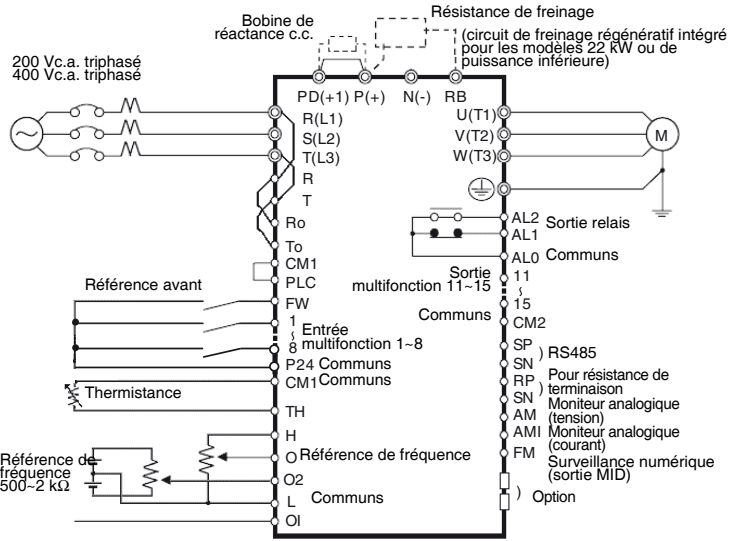 Bobine de
réactance c.c.
Résistance de freinage
(circuit de freinage régénératif intégré
pour les modèles 22 kW ou de
puissance inférieure)
200 Vc.a. triphasé
400 Vc.a. triphasé
PD(+1) P(+) N(-) RB
R(L1)
S(L2)
T(L3)
R
T
Ro
To
CM1
PLC
Référence avant
FW
1
~
8
Entrée
multifonction 1~8
P24 Communs
CM1 Communs
Thermistance
TH
H
O Référence de fréquence
Référence de
fréquence
500~2 kΩ
O2
L Communs
OI
U(T1)
V(T2)
W(T3)
M
AL2 Sortie relais
AL1
AL0 Communs
Sortie
multifonction 11~15
11
~
15
Communs
CM2
SP
SN
) RS485
RP
SN
) Pour résistance de
terminaison
AM Moniteur analogique
(tension)
AMI Moniteur analogique
(courant)
FM
Surveillance numérique
(sortie MID)
) Option